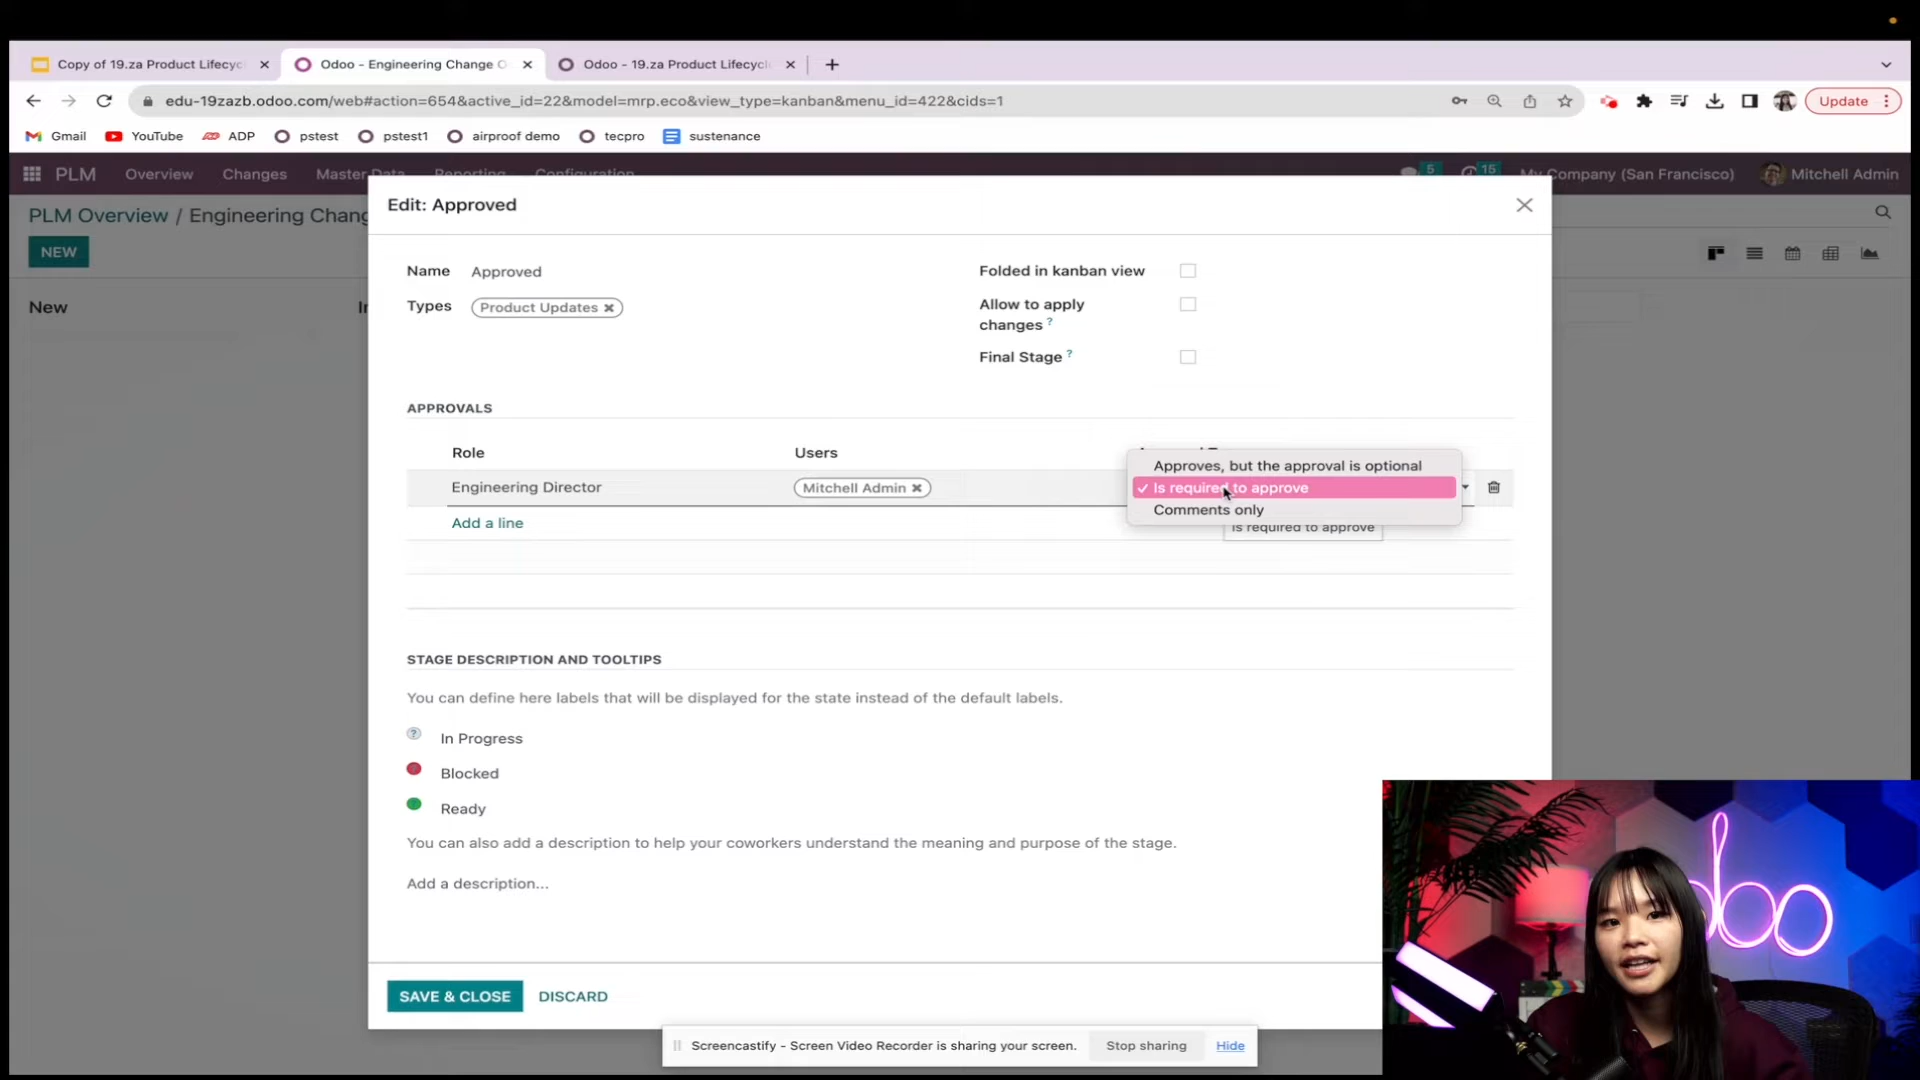 Copy of 19.za Product Lifecyc
Odoo - Engineering Change O
Odoo - 19.za Product Lifecycl
edu-19zazb.odoo.com/web#action=654&active_id=22&model=mrp.eco&view_type=kanban&menu_id=422&cids=1
Update
Gmail
YouTube
ADP
pstest
pstest1
airproof demo
tecpro
sustenance
PLM
Overview
Changes
Master Data
Reporting
Configuration
5
15
My Company (San Francisco)
Mitchell Admin
PLM Overview / Engineering Chang
NEW
New
Edit: Approved
Name Approved
Types Product Updates
Folded in kanban view
Allow to apply
changes ?
Final Stage ?
APPROVALS
Role
Users
Engineering Director
Mitchell Admin
Approves, but the approval is optional
Is required to approve
Comments only
Is required to approve
Add a line
STAGE DESCRIPTION AND TOOLTIPS
You can define here labels that will be displayed for the state instead of the default labels.
In Progress
Blocked
Ready
You can also add a description to help your coworkers understand the meaning and purpose of the stage.
Add a description...
SAVE & CLOSE
DISCARD
Screencastify - Screen Video Recorder is sharing your screen.
Stop sharing
Hide